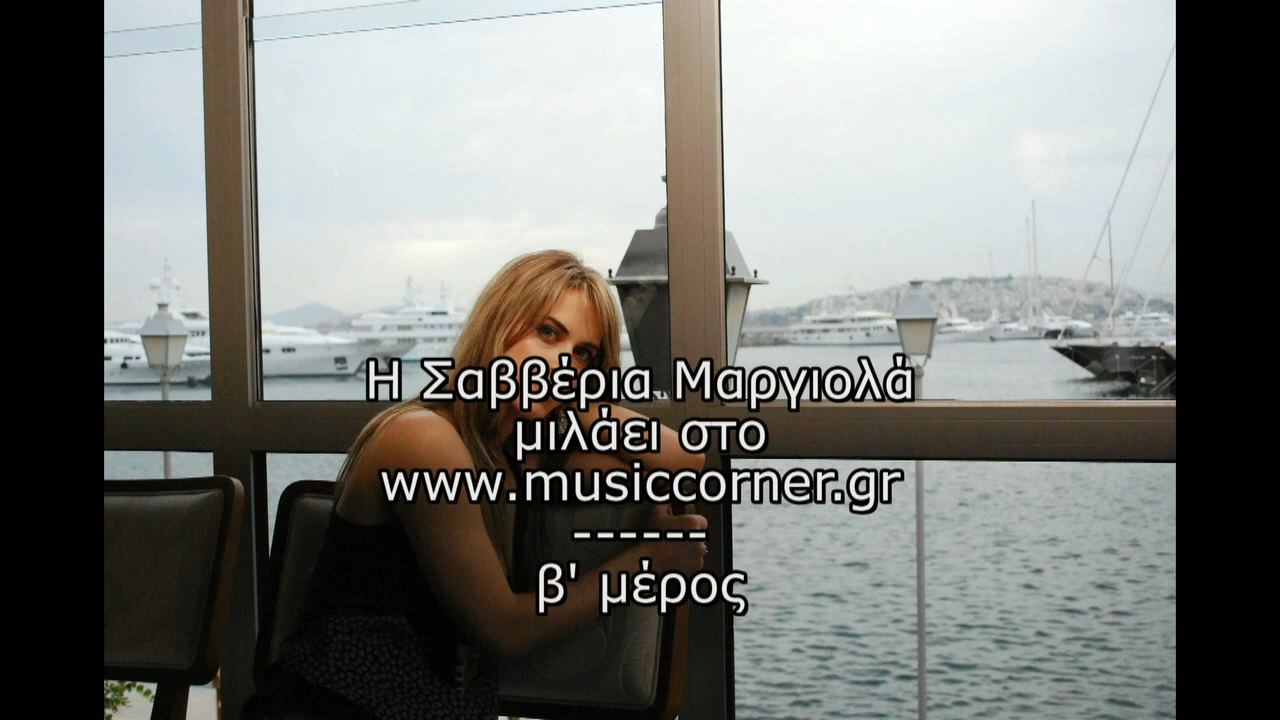 Η Σαββέρια Μαργιολά
μιλάει στο
www.musiccorner.gr
------
β' μέρος